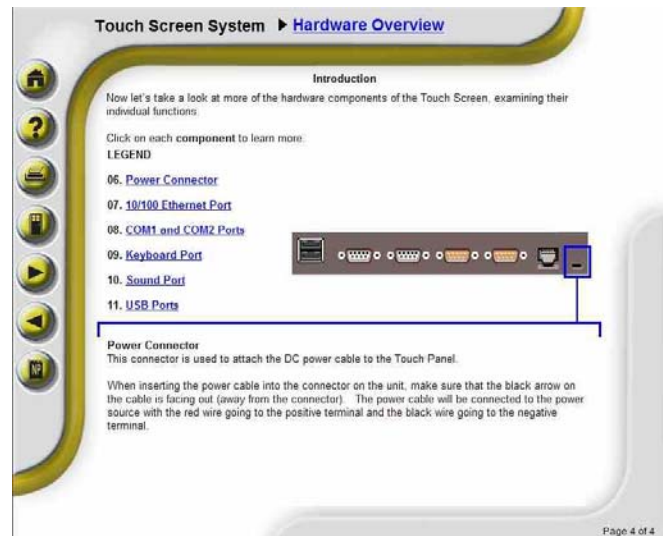 Touch Screen System ▶ Hardware Overview
Introduction
Now let's take a look at more of the hardware components of the Touch Screen, examining their
individual functions.
Click on each component to learn more.
LEGEND
06. Power Connector
07. 10/100 Ethernet Port
08. COM1 and COM2 Ports
09. Keyboard Port
10. Sound Port
11. USB Ports
Power Connector
This connector is used to attach the DC power cable to the Touch Panel.
When inserting the power cable into the connector on the unit, make sure that the black arrow on
the cable is facing out (away from the connector). The power cable will be connected to the power
source with the red wire going to the positive terminal and the black wire going to the negative
terminal.
?
NP
Page 4 of 4